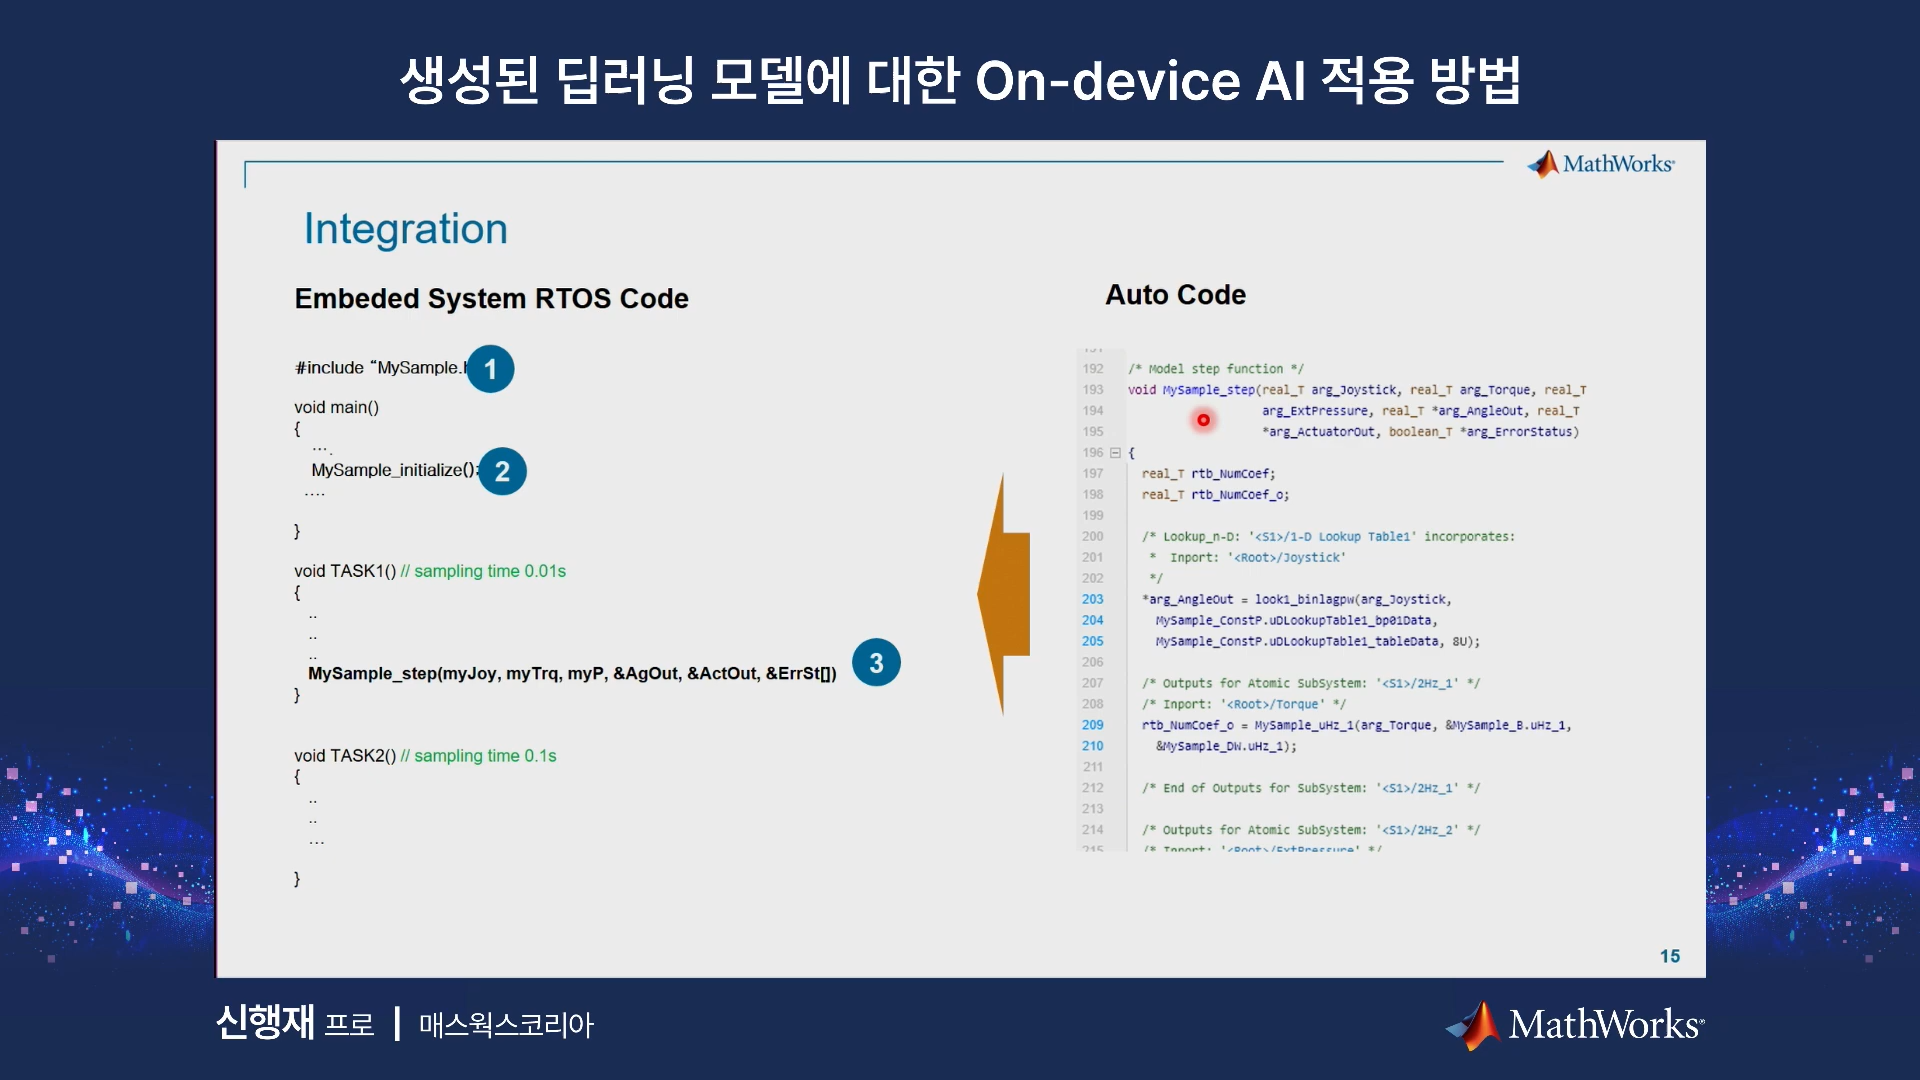 생성된 딥러닝 모델에 대한 On-device AI 적용 방법
MathWorks®
Integration
Embeded System RTOS Code
#include “MySample.h
1
void main()
{
….
MySample_initialize();
2
….
}
void TASK1() // sampling time 0.01s
{
..
..
..
MySample_step(myJoy, myTrq, myP, &AgOut, &ActOut, &ErrSt[])
3
}
void TASK2() // sampling time 0.1s
{
..
..
…
}
Auto Code
191
192 /* Model step function */
193 void MySample_step(real_T arg_Joystick, real_T arg_Torque, real_T
194 arg_ExtPressure, real_T *arg_AngleOut, real_T
195 *arg_ActuatorOut, boolean_T *arg_ErrorStatus)
196 {
197 real_T rtb_NumCoef;
198 real_T rtb_NumCoef_o;
199
200 /* Lookup_n-D: '<S1>/1-D Lookup Table1' incorporates:
201 * Inport: '<Root>/Joystick'
202 */
203 *arg_AngleOut = look1_binlagpw(arg_Joystick,
204 MySample_ConstP.uDLookupTable1_bp01Data,
205 MySample_ConstP.uDLookupTable1_tableData, 8U);
206
207 /* Outputs for Atomic SubSystem: '<S1>/2Hz_1' */
208 /* Inport: '<Root>/Torque' */
209 rtb_NumCoef_o = MySample_uHz_1(arg_Torque, &MySample_B.uHz_1,
210 &MySample_DW.uHz_1);
211
212 /* End of Outputs for SubSystem: '<S1>/2Hz_1' */
213
214 /* Outputs for Atomic SubSystem: '<S1>/2Hz_2' */
215 /* Inport: '<Root>/ExtPressure' */
15
신행재 프로 | 매스웍스코리아
MathWorks®